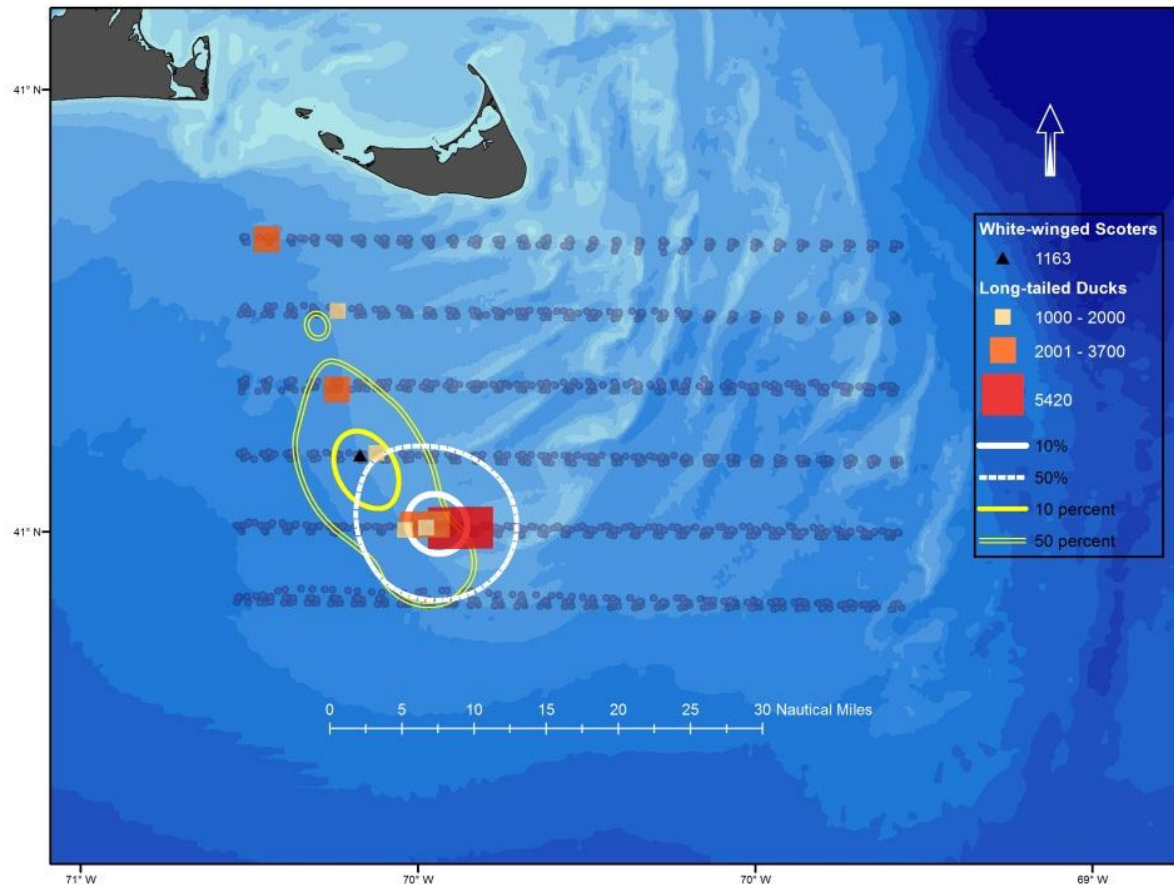 41° N
41° N
White-winged Scoters
1163
Long-tailed Ducks
1000 - 2000
2001 - 3700
5420
10%
50%
10 percent
50 percent
0 5 10 15 20 25 30 Nautical Miles
71° W 70° W 70° W 69° W